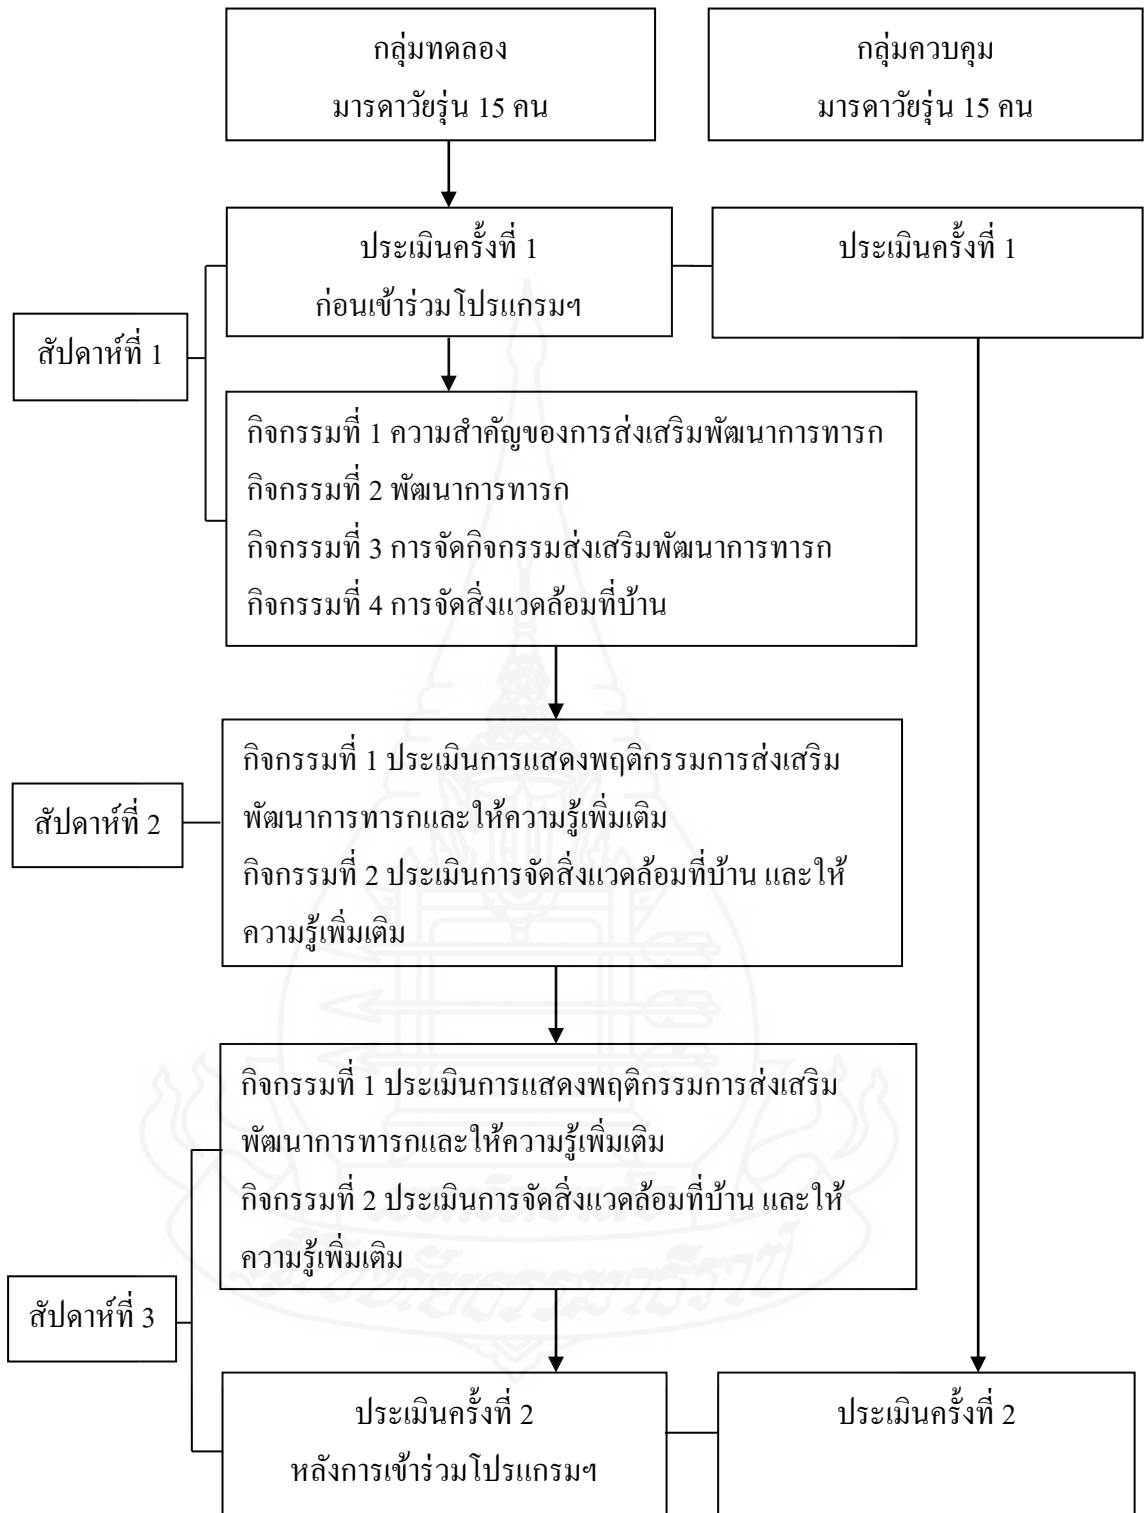 กลุ่มทดลอง
มารดาวัยรุ่น 15 คน
กลุ่มควบคุม
มารดาวัยรุ่น 15 คน
ประเมินครั้งที่ 1
ก่อนเข้าร่วมโปรแกรมฯ
ประเมินครั้งที่ 1
สัปดาห์ที่ 1
กิจกรรมที่ 1 ความสำคัญของการส่งเสริมพัฒนาการทารก
กิจกรรมที่ 2 พัฒนาการทารก
กิจกรรมที่ 3 การจัดกิจกรรมส่งเสริมพัฒนาการทารก
กิจกรรมที่ 4 การจัดสิ่งแวดล้อมที่บ้าน
สัปดาห์ที่ 2
กิจกรรมที่ 1 ประเมินการแสดงพฤติกรรมการส่งเสริม
พัฒนาการทารกและให้ความรู้เพิ่มเติม
กิจกรรมที่ 2 ประเมินการจัดสิ่งแวดล้อมที่บ้าน และให้
ความรู้เพิ่มเติม
กิจกรรมที่ 1 ประเมินการแสดงพฤติกรรมการส่งเสริม
พัฒนาการทารกและให้ความรู้เพิ่มเติม
กิจกรรมที่ 2 ประเมินการจัดสิ่งแวดล้อมที่บ้าน และให้
ความรู้เพิ่มเติม
สัปดาห์ที่ 3
ประเมินครั้งที่ 2
หลังการเข้าร่วมโปรแกรมฯ
ประเมินครั้งที่ 2